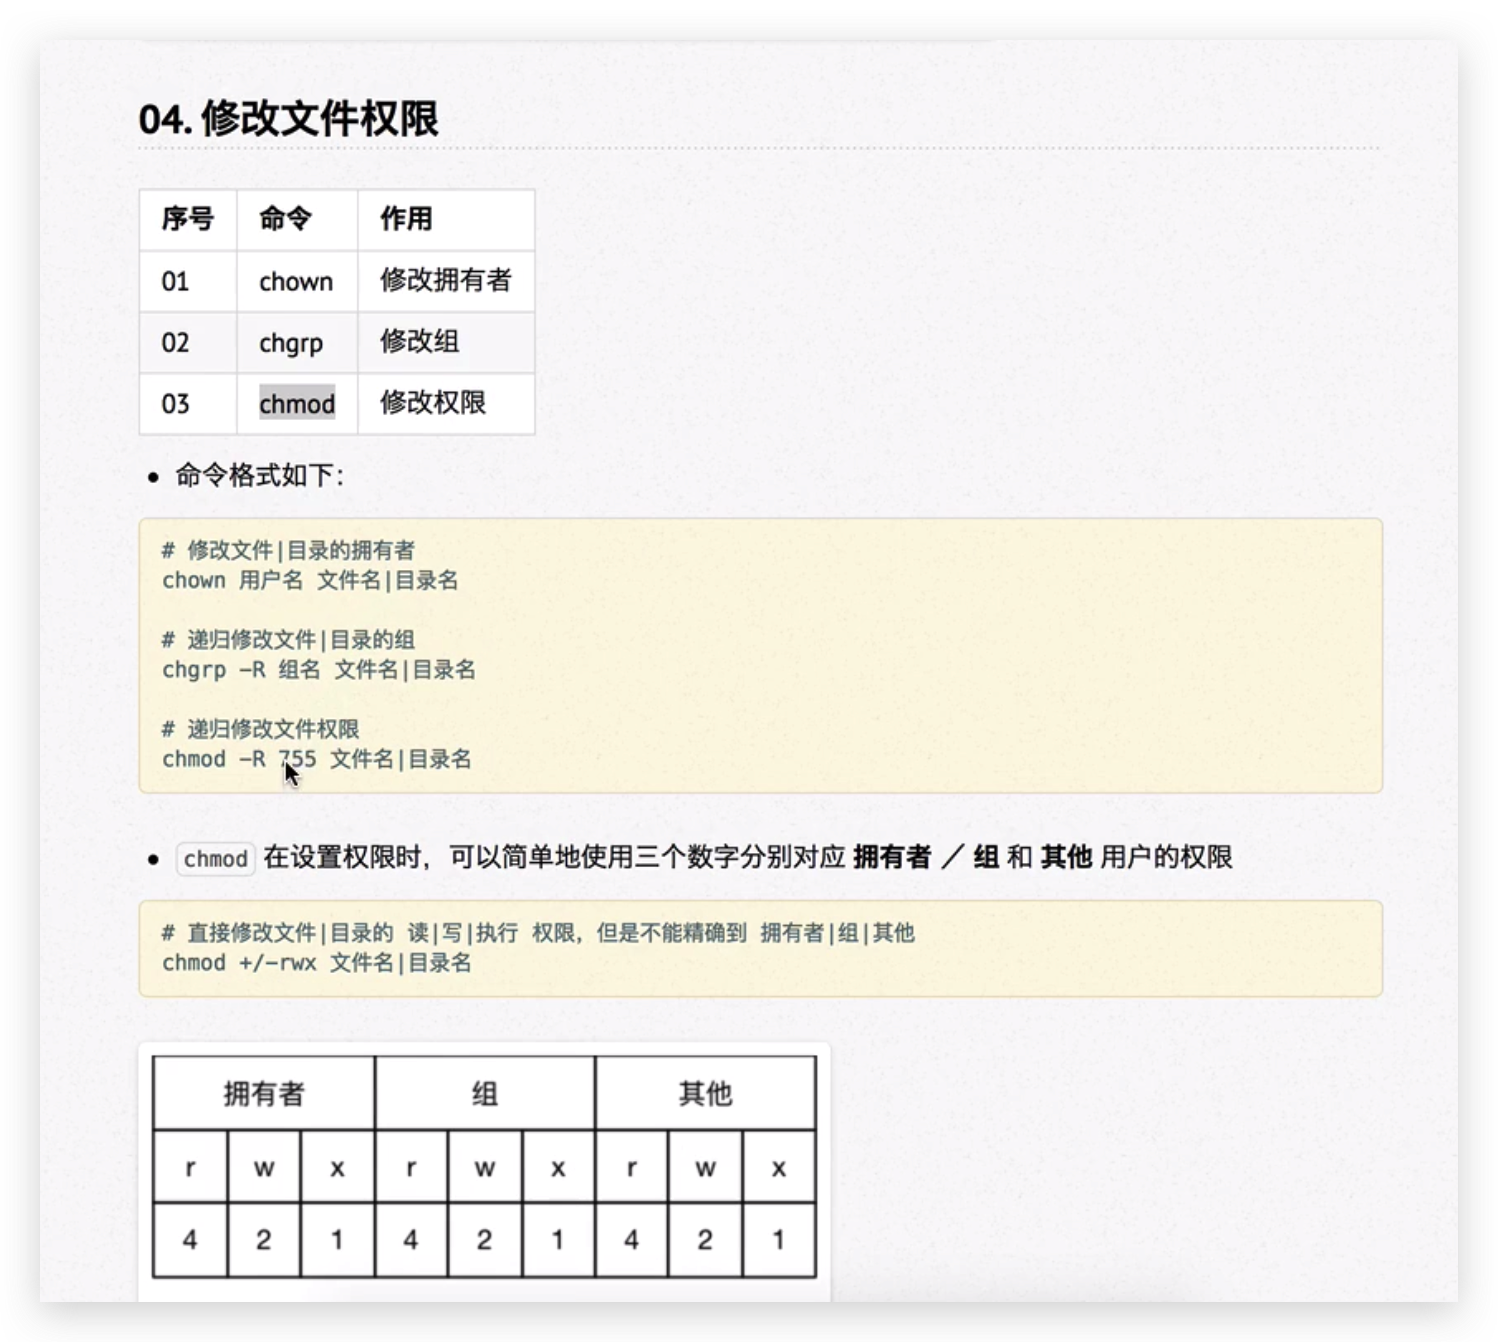 04. 修改文件权限
序号 命令 作用
01 chown 修改拥有者
02 chgrp 修改组
03 chmod 修改权限
• 命令格式如下：
# 修改文件|目录的拥有者
chown 用户名 文件名|目录名
# 递归修改文件|目录的组
chgrp -R 组名 文件名|目录名
# 递归修改文件权限
chmod -R 755 文件名|目录名
• chmod 在设置权限时，可以简单地使用三个数字分别对应 拥有者 ／ 组 和 其他 用户的权限
# 直接修改文件|目录的 读|写|执行 权限，但是不能精确到 拥有者|组|其他
chmod +/-rwx 文件名|目录名
拥有者 组 其他
r w x r w x r w x
4 2 1 4 2 1 4 2 1